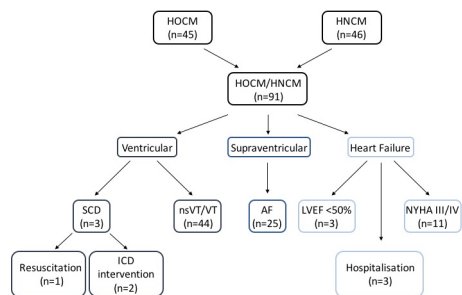 HOCM
(n=45)
HNCM
(n=46)
HOCM/HNCM
(n=91)
Ventricular
Supraventricular
Heart Failure
SCD
(n=3)
nsVT/VT
(n=44)
AF
(n=25)
LVEF <50%
(n=3)
NYHA III/IV
(n=11)
Resuscitation
(n=1)
ICD
intervention
(n=2)
Hospitalisation
(n=3)